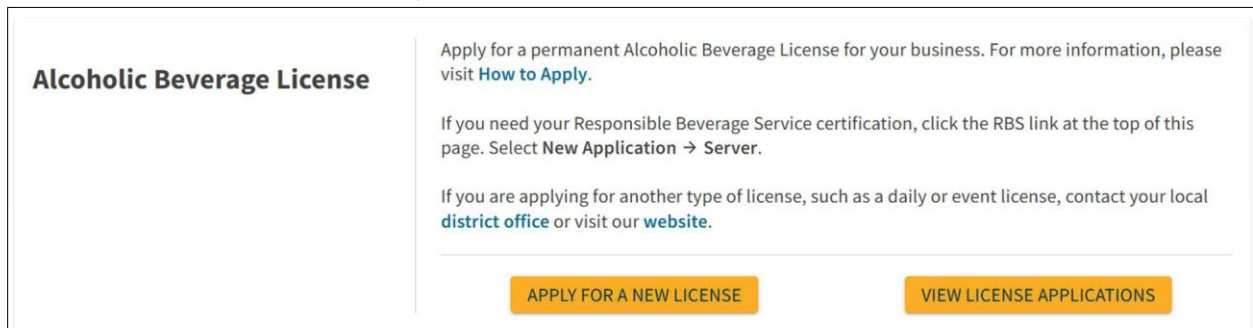 Alcoholic Beverage License
Apply for a permanent Alcoholic Beverage License for your business. For more information, please
visit How to Apply.
If you need your Responsible Beverage Service certification, click the RBS link at the top of this
page. Select New Application → Server.
If you are applying for another type of license, such as a daily or event license, contact your local
district office or visit our website.
APPLY FOR A NEW LICENSE
VIEW LICENSE APPLICATIONS